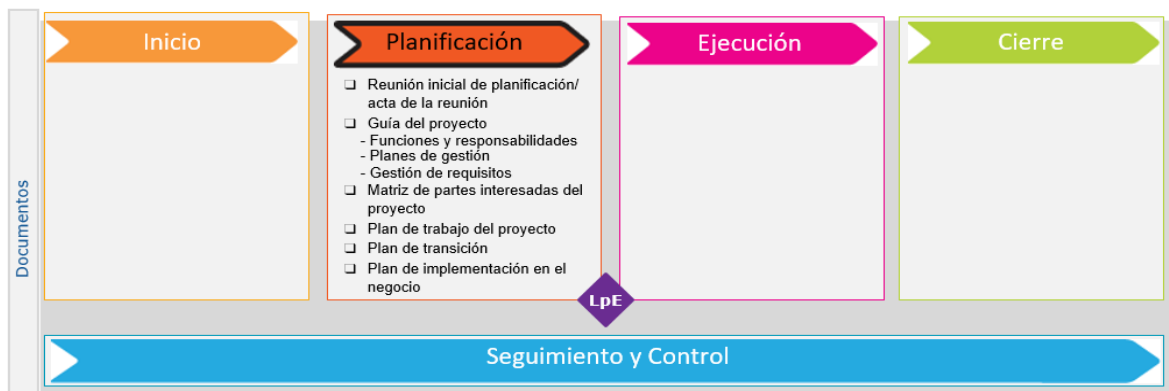 Documentos
Inicio
Planificación
Ejecución
Cierre
❑ Reunión inicial de planificación/
acta de la reunión
❑ Guía del proyecto
- Funciones y responsabilidades
- Planes de gestión
- Gestión de requisitos
❑ Matriz de partes interesadas del
proyecto
❑ Plan de trabajo del proyecto
❑ Plan de transición
❑ Plan de implementación en el
negocio
LpE
Seguimiento y Control